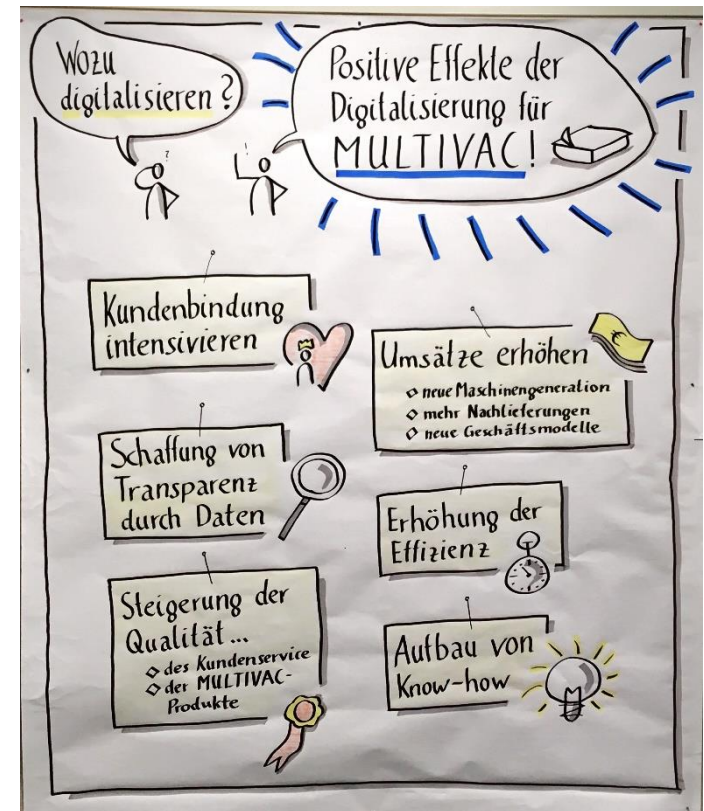 Wozu
digitalisieren?
Positive Effekte der
Digitalisierung für
MULTIVAC!
Kundenbindung
intensivieren
Schaffung von
Transparenz
durch Daten
Steigerung der
Qualität...
◇ des Kundenservice
◇ der MULTIVAC-
Produkte
Umsätze erhöhen
◇ neue Maschinengeneration
◇ mehr Nachlieferungen
◇ neue Geschäftsmodelle
Erhöhung der
Effizienz
Aufbau von
Know-how